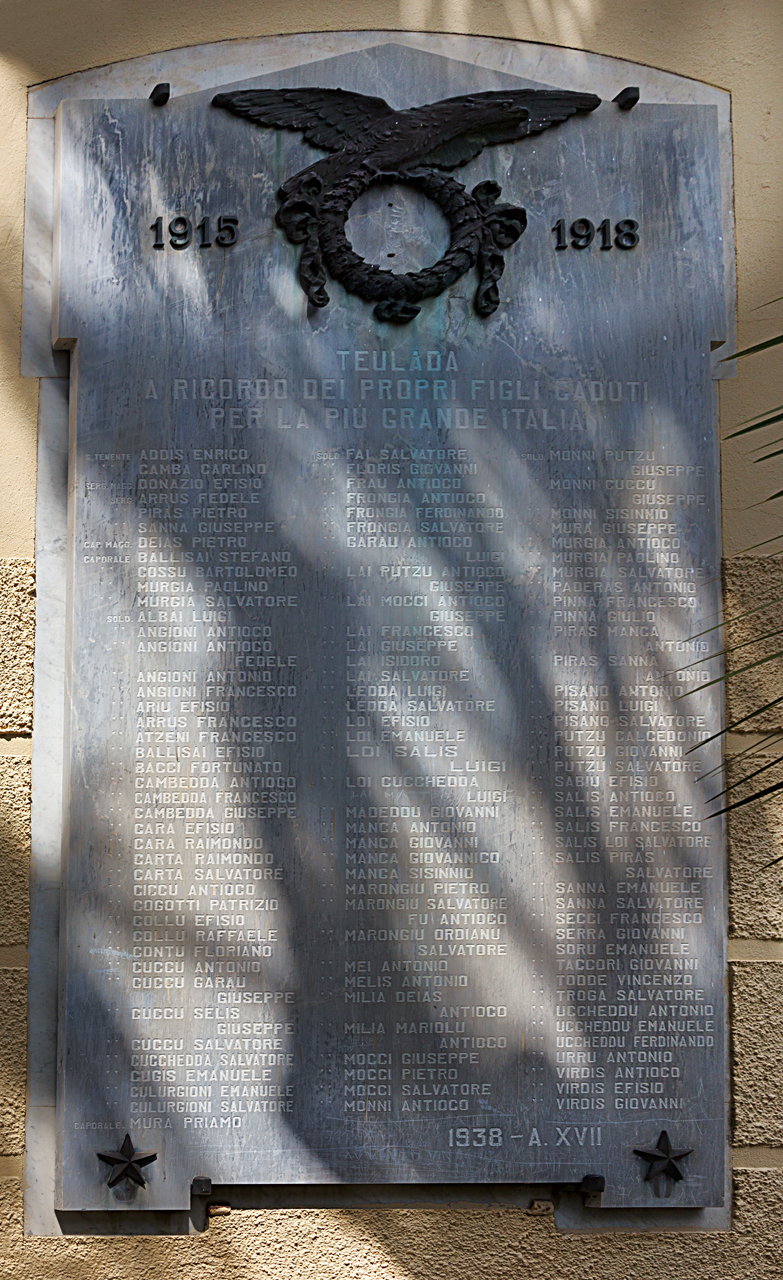 1915 1918
TEULADA
A RICORDO DEI PROPRI FIGLI CADUTI
PER LA PIÙ GRANDE ITALIA
S. TENENTE ADDIS ENRICO
" CAMBA CARLINO
SERG. MAGG. DONAZIO EFISIO
SERG. ARRUS FEDELE
" PIRAS PIETRO
" SANNA GIUSEPPE
CAP. MAGG. DEIAS PIETRO
CAPORALE BALLISAI STEFANO
" COSSU BARTOLOMEO
" MURGIA PAOLINO
" MURGIA SALVATORE
SOLD. ALBAI LUIGI
" ANGIONI ANTIOCO
" ANGIONI ANTIOCO
FEDELE
" ANGIONI ANTONIO
" ANGIONI FRANCESCO
" ARIU EFISIO
" ARRUS FRANCESCO
" ATZENI FRANCESCO
" BALLISAI EFISIO
" BACCI FORTUNATO
" CAMBEDDA ANTIOCO
" CAMBEDDA FRANCESCO
" CAMBEDDA GIUSEPPE
" CARA EFISIO
" CARA RAIMONDO
" CARTA RAIMONDO
" CARTA SALVATORE
" CICCU ANTIOCO
" COGOTTI PATRIZIO
" COLLU EFISIO
" COLLO RAFFAELE
" CONTU FLORIANO
" CUCCU ANTONIO
" CUCCU GARAU
GIUSEPPE
" CUCCU SELIS
GIUSEPPE
" CUCCU SALVATORE
" CUCCHEDDA SALVATORE
" CUGIS EMANUELE
" CULURGIONI EMANUELE
" CULURGIONI SALVATORE
CAPORALE MURA PRIAMO
SOLD. FAI SALVATORE
" FLORIS GIOVANNI
" FRAU ANTIOCO
" FRONGIA ANTIOCO
" FRONGIA FERDINANDO
" FRONGIA SALVATORE
" GARAU ANTIOCO
LUIGI
" LAI PUTZU ANTIOCO
GIUSEPPE
" LAI MOCCI ANTIOCO
GIUSEPPE
" LAI FRANCESCO
" LAI GIUSEPPE
" LAI ISIDORO
" LAI SALVATORE
" LEDDA LUIGI
" LEDDA SALVATORE
" LOI EFISIO
" LOI EMANUELE
" LOI SALIS
LUIGI
" LOI CUCCHEDDA
LUIGI
" MADEDDU GIOVANNI
" MANCA ANTONIO
" MANCA GIOVANNI
" MANCA GIOVANNICO
" MANCA SISINNIO
" MARONGIU PIETRO
" MARONGIU SALVATORE
FU ANTIOCO
" MARONGIU ORDIANU
SALVATORE
" MEI ANTONIO
" MELIS ANTONIO
" MILIA DEIAS
ANTIOCO
" MILIA MARIOLU
ANTIOCO
" MOCCI GIUSEPPE
" MOCCI PIETRO
" MOCCI SALVATORE
" MONNI ANTIOCO
SOLD. MONNI PUTZU
GIUSEPPE
" MONNI CUCCU
GIUSEPPE
" MONNI SISINNIO
" MURA GIUSEPPE
" MURGIA ANTIOCO
" MURGIA PAOLINO
" MURGIA SALVATORE
" PADERAS ANTONIO
" PINNA FRANCESCO
" PINNA GIULIO
" PIRAS MANCA
ANTONIO
" PIRAS SANNA
ANTONIO
" PISANO ANTONIO
" PISANO LUIGI
" PISANO SALVATORE
" PUTZU CALCEDONIO
" PUTZU GIOVANNI
" PUTZU SALVATORE
" SABIU EFISIO
" SALIS ANTIOCO
" SALIS EMANUELE
" SALIS FRANCESCO
" SALIS LOI SALVATORE
" SALIS PIRAS
SALVATORE
" SANNA EMANUELE
" SANNA SALVATORE
" SECCI FRANCESCO
" SERRA GIOVANNI
" SORU EMANUELE
" TACCORI GIOVANNI
" TODDE VINCENZO
" TROGA SALVATORE
" UCCHEDDU ANTONIO
" UCCHEDDU EMANUELE
" UCCHEDDU FERDINANDO
" URRU ANTONIO
" VIRDIS ANTIOCO
" VIRDIS EFISIO
" VIRDIS GIOVANNI
1938 - A. XVII